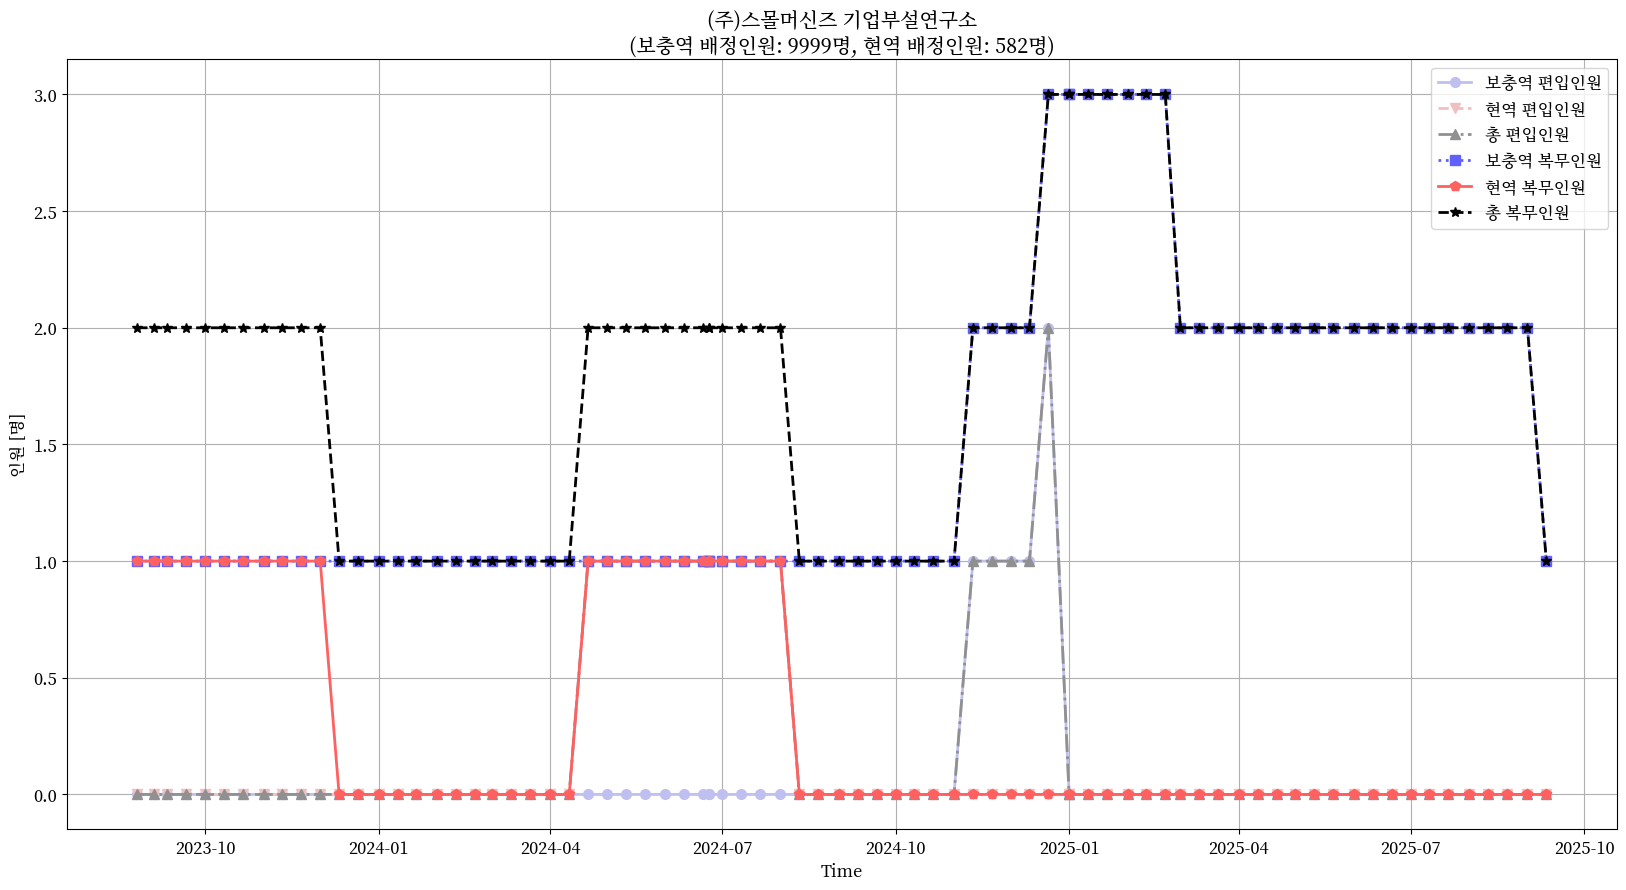 (주)스몰머신즈 기업부설연구소
(보충역 배정인원: 9999명, 현역 배정인원: 582명)
보충역 편입인원
현역 편입인원
총 편입인원
보충역 복무인원
현역 복무인원
총 복무인원
3.0
2.5
2.0
1.5
1.0
0.5
0.0
인원 [명]
2023-10
2024-01
2024-04
2024-07
2024-10
2025-01
2025-04
2025-07
2025-10
Time